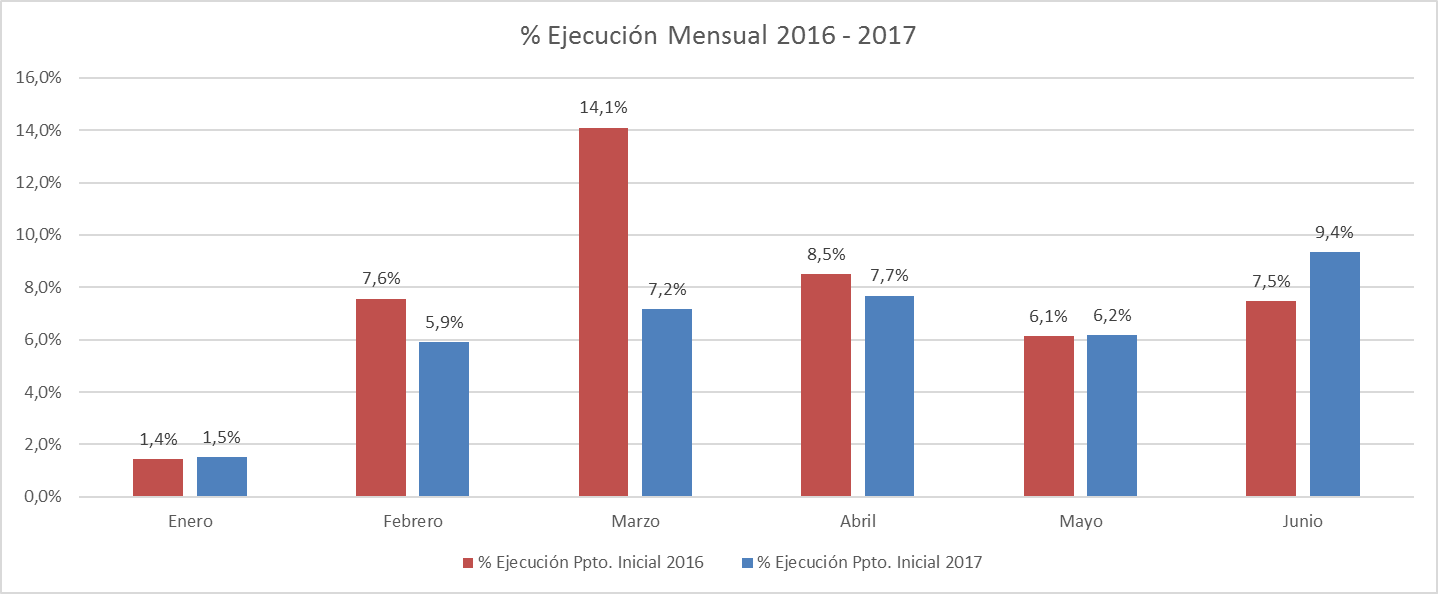 % Ejecución Mensual 2016 - 2017
16,0%
14,0%
12,0%
10,0%
8,0%
6,0%
4,0%
2,0%
0,0%
1,4%
1,5%
7,6%
5,9%
14,1%
7,2%
8,5%
7,7%
6,1%
6,2%
7,5%
9,4%
Enero
Febrero
Marzo
Abril
Mayo
Junio
% Ejecución Ppto. Inicial 2016
% Ejecución Ppto. Inicial 2017